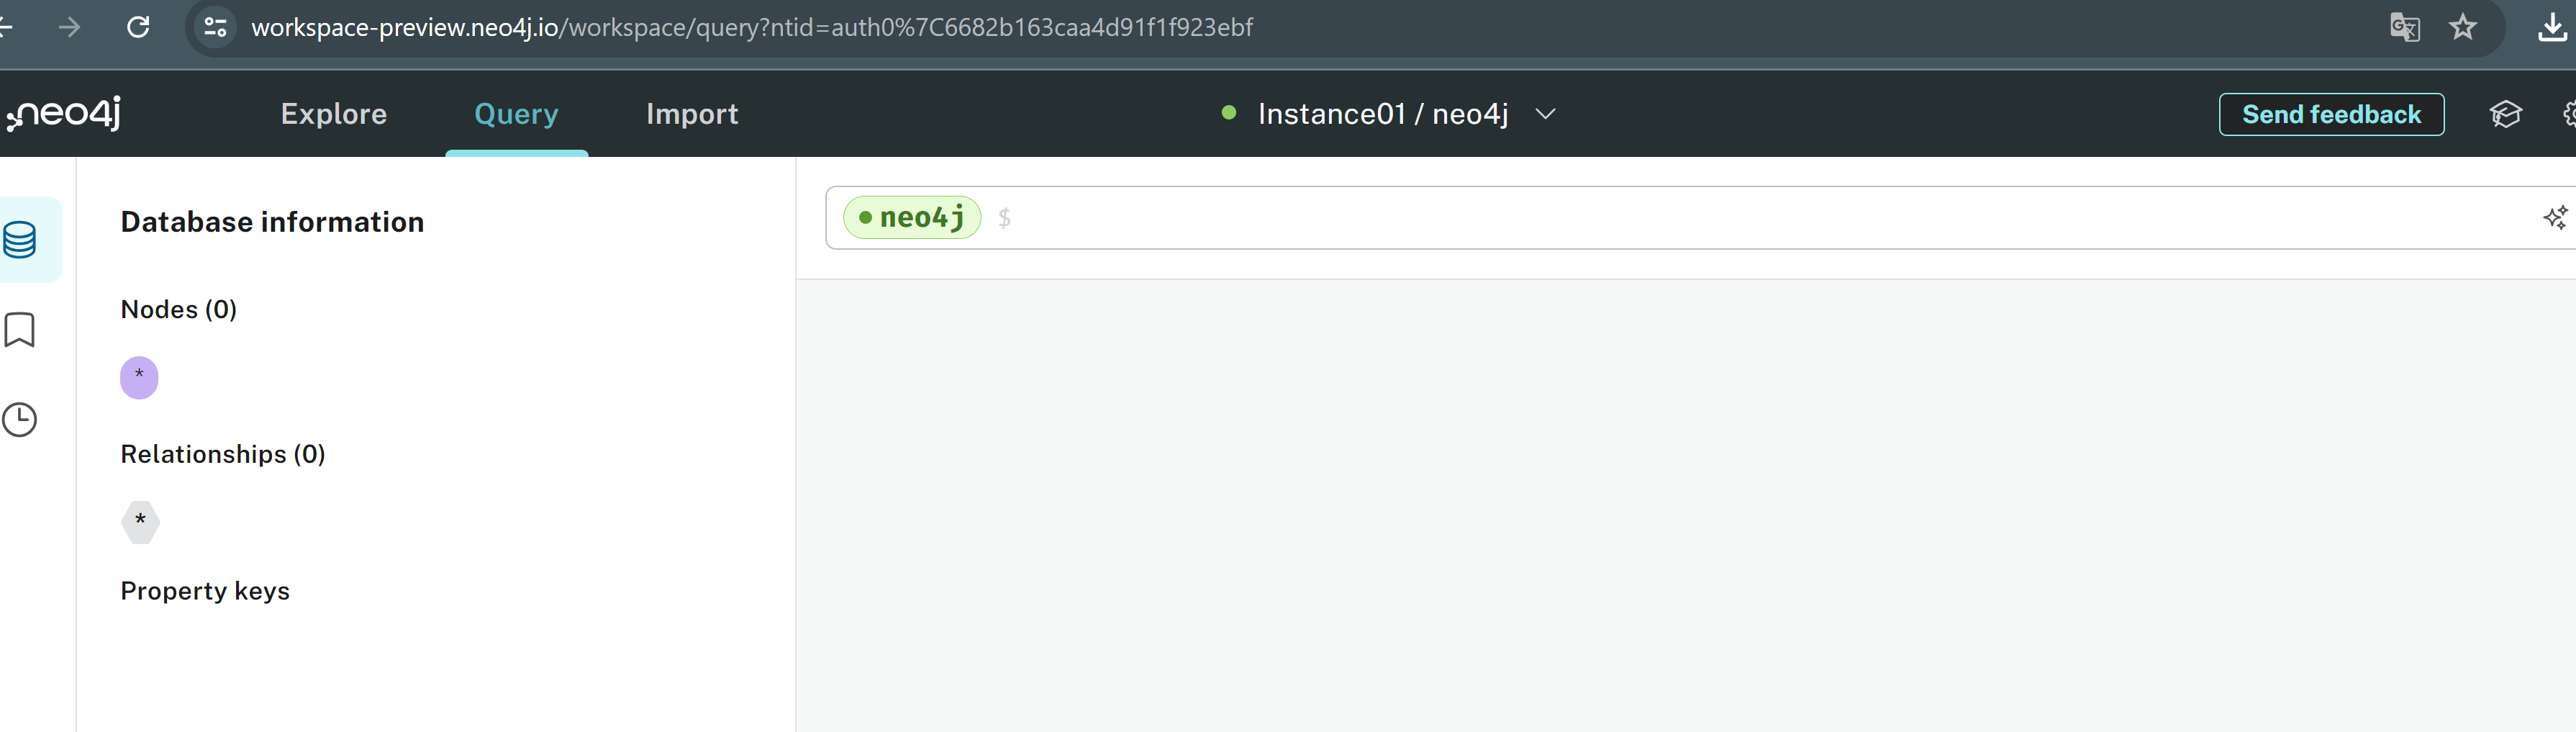 workspace-preview.neo4j.io/workspace/query?ntid=auth0%7C6682b163caa4d91f1f923ebf
neo4j Explore Query Import Instance01 / neo4j Send feedback
Database information
neo4j $
Nodes (0)
*
Relationships (0)
*
Property keys